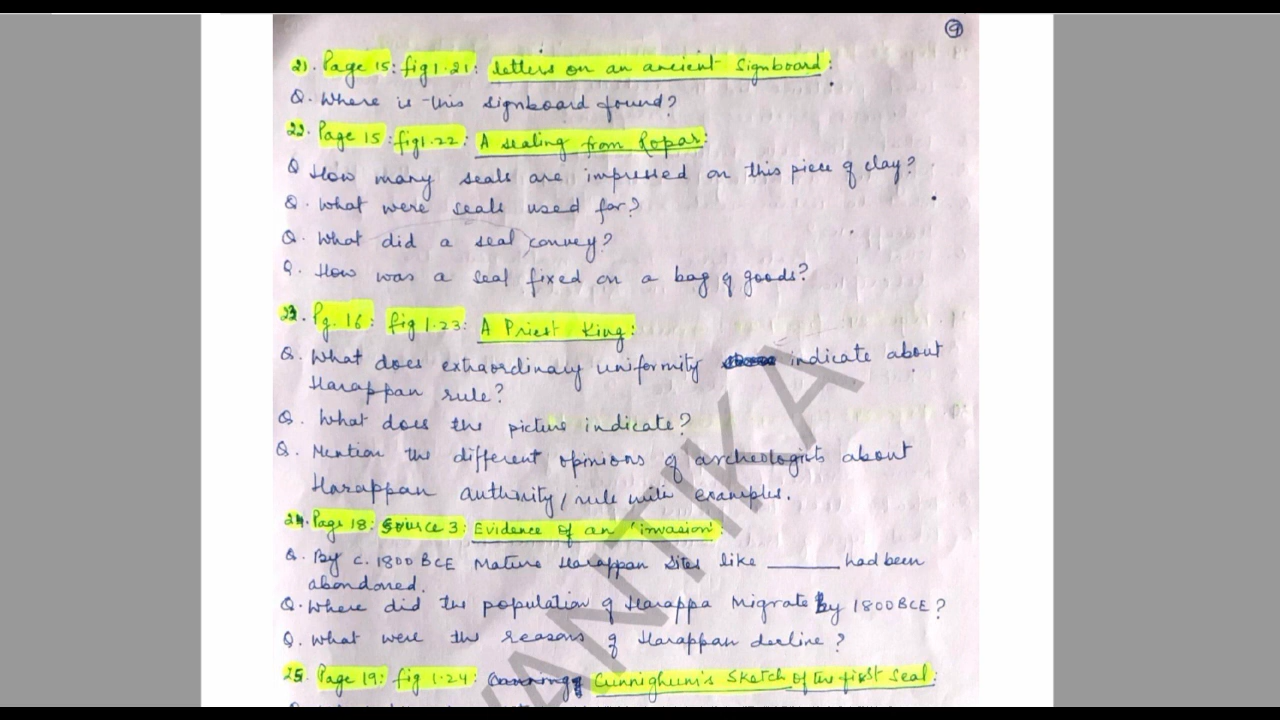 9
21. Page 15: fig 1.21: Letters on an ancient Signboard:
Q. Where is this signboard found?
22. Page 15: fig 1.22: A sealing from Ropar:
Q How many seals are impressed on this piece of clay?
Q. What were seals used for?
Q. What did a seal convey?
Q. How was a seal fixed on a bag of goods?
23. Pg. 16: fig 1.23: A Priest King:
Q. What does extraordinary uniformity indicate about
Harappan rule?
Q. What does the picture indicate?
Q. Mention the different opinions of archeologists about
Harappan authority/rule with examples.
24. Page 18: Source 3: Evidence of an 'invasion':
Q. By c. 1800 BCE Mature Harappan Sites like ______ had been
abandoned.
Q. Where did the population of Harappa Migrate by 1800 BCE?
Q. What were the reasons of Harappan decline?
25. Page 19: fig 1.24: Cunnighum's Sketch of the first Seal:
VANTIKA